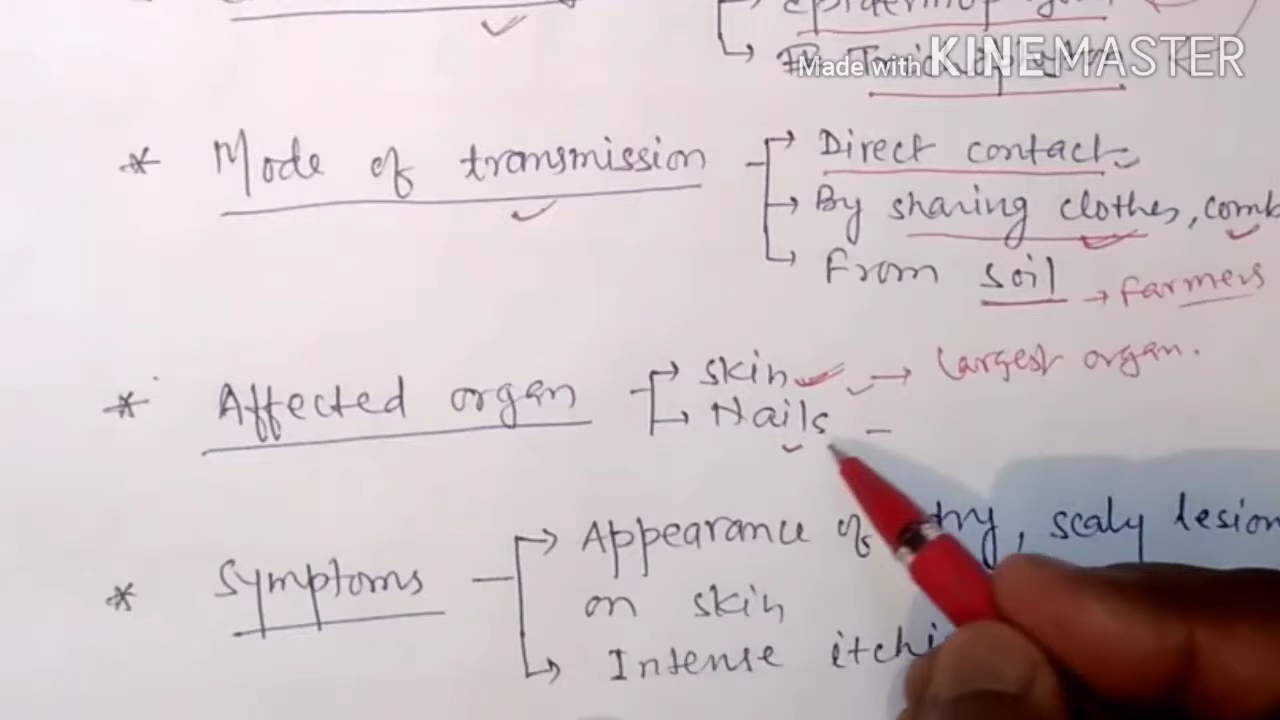 Made with KINEMASTER
* Mode of transmission → Direct contact
→ By sharing clothes, comb
→ From soil → farmers
* Affected organ → skin → largest organ.
→ Nails -
* Symptoms → Appearance of dry, scaly lesion
on skin
→ Intense itchi